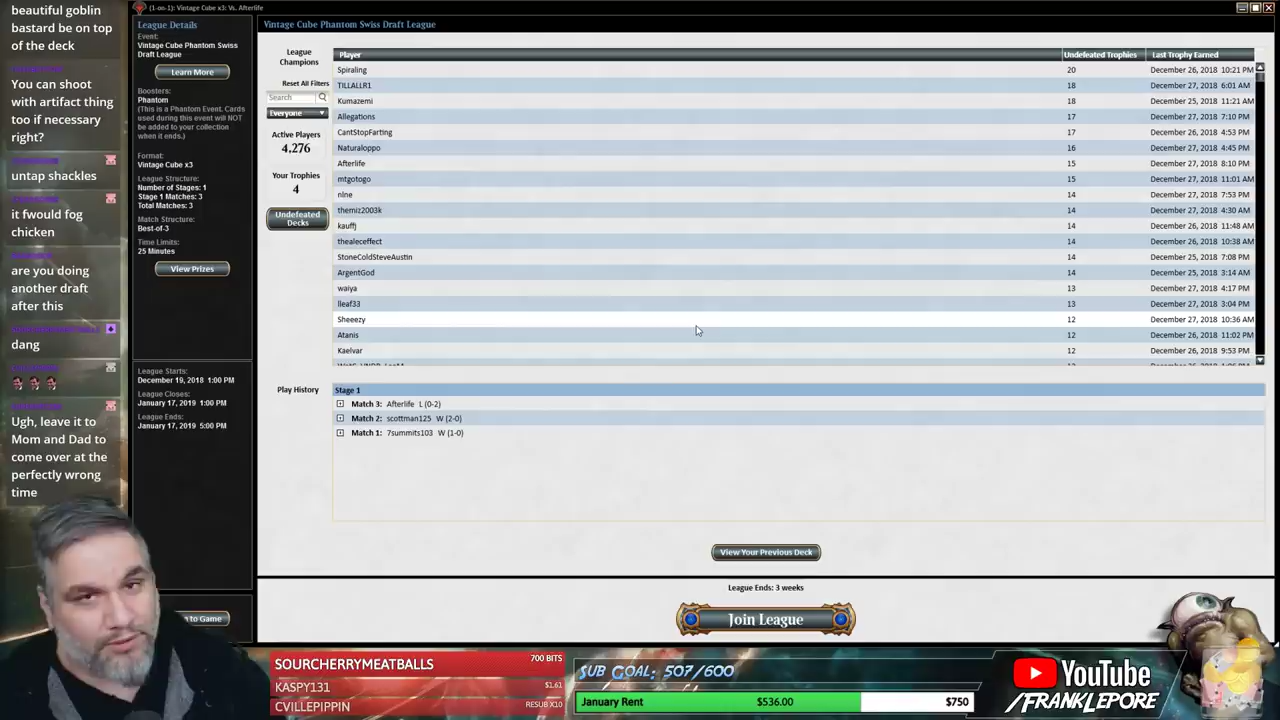 (1-on-1): Vintage Cube x3: Vs. Afterlife
beautiful goblin
bastard be on top
of the deck
You can shoot
with artifact thing
too if necessary
right?
untap shackles
it fwould fog
chicken
are you doing
another draft
after this
dang
Ugh, leave it to
Mom and Dad to
come over at the
perfectly wrong
time
League Details
Event:
Vintage Cube Phantom Swiss
Draft League
Learn More
Boosters:
Phantom
(This is a Phantom Event. Cards
used during this event will NOT
be added to your collection
when it ends.)
Format:
Vintage Cube x3
League Structure:
Number of Stages: 1
Stage 1 Matches: 3
Total Matches: 3
Match Structure:
Best-of-3
Time Limits:
25 Minutes
View Prizes
League Starts:
December 19, 2018 1:00 PM
League Closes:
January 17, 2019 1:00 PM
League Ends:
January 17, 2019 5:00 PM
to Game
Vintage Cube Phantom Swiss Draft League
League
Champions
Reset All Filters
Search
Everyone
Active Players
4,276
Your Trophies
4
Undefeated
Decks
Player Undefeated Trophies Last Trophy Earned
Spiraling 20 December 26, 2018 10:21 PM
TILLALLR1 18 December 27, 2018 6:01 AM
Kumazemi 18 December 25, 2018 11:21 AM
Allegations 17 December 27, 2018 7:10 PM
CantStopFarting 17 December 26, 2018 4:53 PM
Naturaloppo 16 December 27, 2018 4:45 PM
Afterlife 15 December 27, 2018 8:10 PM
mtgotogo 15 December 27, 2018 11:01 AM
nine 14 December 27, 2018 7:53 PM
themiz2003k 14 December 27, 2018 4:30 AM
kauffj 14 December 26, 2018 11:48 AM
thealeceffect 14 December 26, 2018 10:38 AM
StoneColdSteveAustin 14 December 25, 2018 7:08 PM
ArgentGod 14 December 25, 2018 3:14 AM
waiya 13 December 27, 2018 4:17 PM
lleaf33 13 December 27, 2018 3:04 PM
Sheeezy 12 December 27, 2018 10:36 AM
Atanis 12 December 26, 2018 11:02 PM
Kaelvar 12 December 26, 2018 9:53 PM
Play History
Stage 1
Match 3: Afterlife L (0-2)
Match 2: scottman125 W (2-0)
Match 1: 7summits103 W (1-0)
View Your Previous Deck
League Ends: 3 weeks
Join League
SOURCHERRYMEATBALLS 700 BITS
KASPY131 $1.61
CVILLEPIPPIN RESUB X10
SUB GOAL: 507/600
January Rent $536.00 $750
YouTube
/FRANKLEPORE